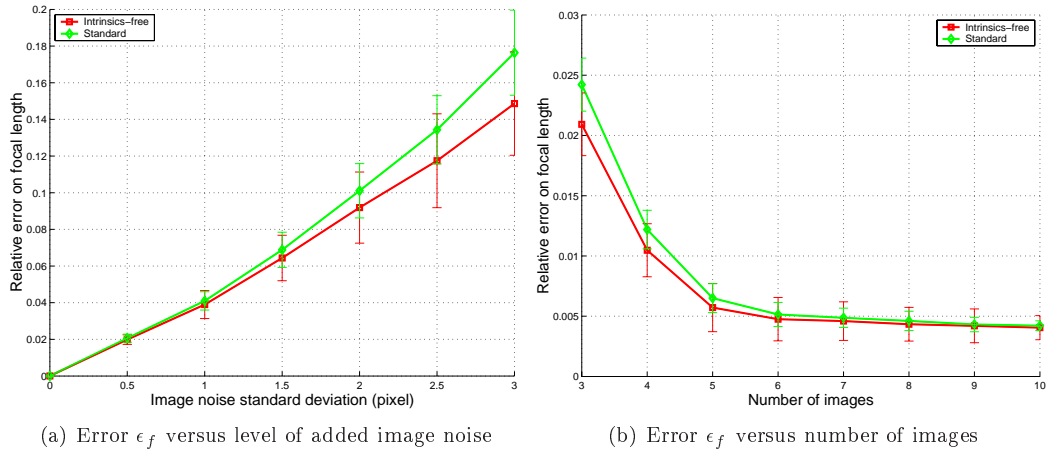 0.2
0.18
0.16
0.14
0.12
0.1
0.08
0.06
0.04
0.02
0
Relative error on focal length
Intrinsics-free
Standard
0 0.5 1 1.5 2 2.5 3
Image noise standard deviation (pixel)
(a) Error ϵ_f versus level of added image noise
0.03
0.025
0.02
0.015
0.01
0.005
0
Relative error on focal length
Intrinsics-free
Standard
3 4 5 6 7 8 9 10
Number of images
(b) Error ϵ_f versus number of images